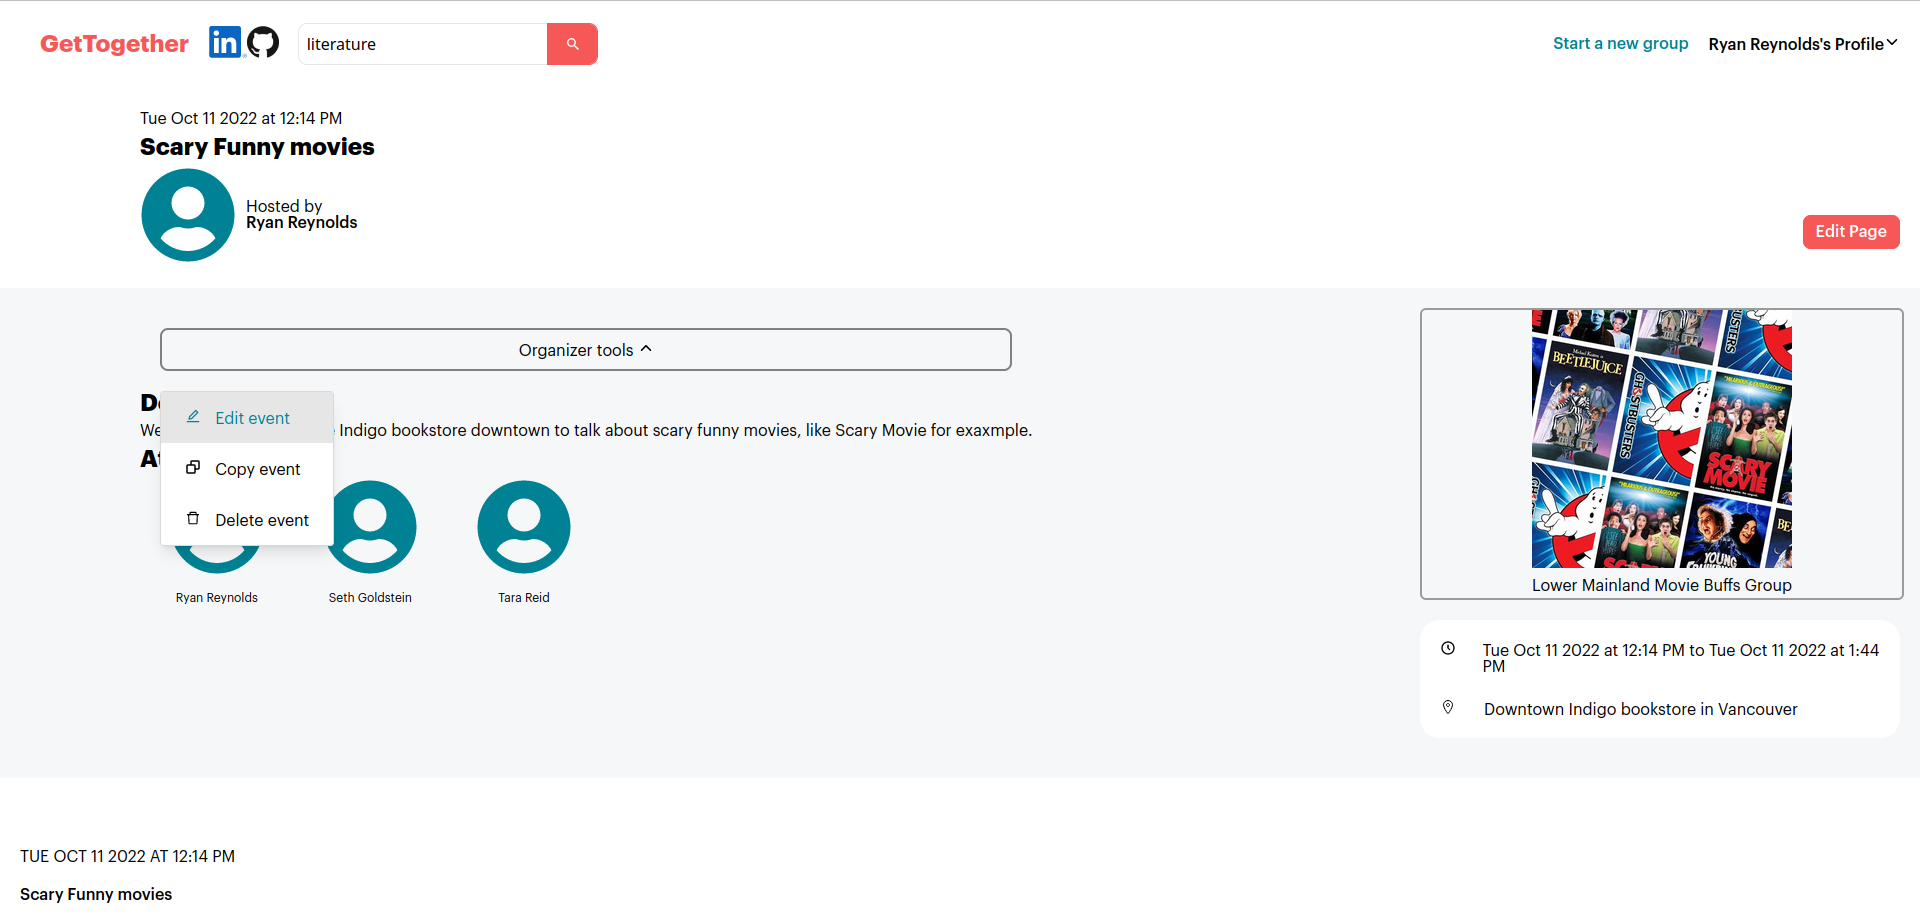 GetTogether
in
literature
Start a new group
Ryan Reynolds's Profile
Tue Oct 11 2022 at 12:14 PM
Scary Funny movies
Hosted by
Ryan Reynolds
Edit Page
Organizer tools
Edit event
Copy event
Delete event
We Indigo bookstore downtown to talk about scary funny movies, like Scary Movie for exaxmple.
Ryan Reynolds
Seth Goldstein
Tara Reid
BEETLEJUICE
GHOSTBUSTERS
"HILARIOUS & OUTRAGEOUS!"
SCARY
MOVIE
"HILARIOUS & OUTRAGEOUS!"
YOUNG
Lower Mainland Movie Buffs Group
Tue Oct 11 2022 at 12:14 PM to Tue Oct 11 2022 at 1:44
PM
Downtown Indigo bookstore in Vancouver
TUE OCT 11 2022 AT 12:14 PM
Scary Funny movies